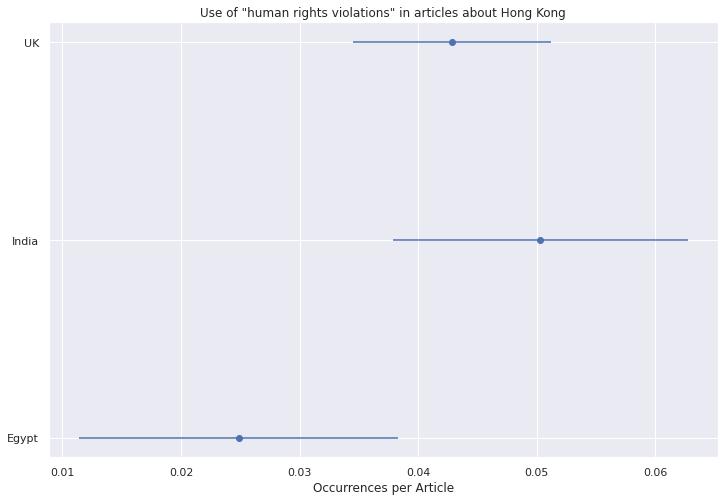 Use of "human rights violations" in articles about Hong Kong
UK
India
Egypt
0.01 0.02 0.03 0.04 0.05 0.06
Occurrences per Article